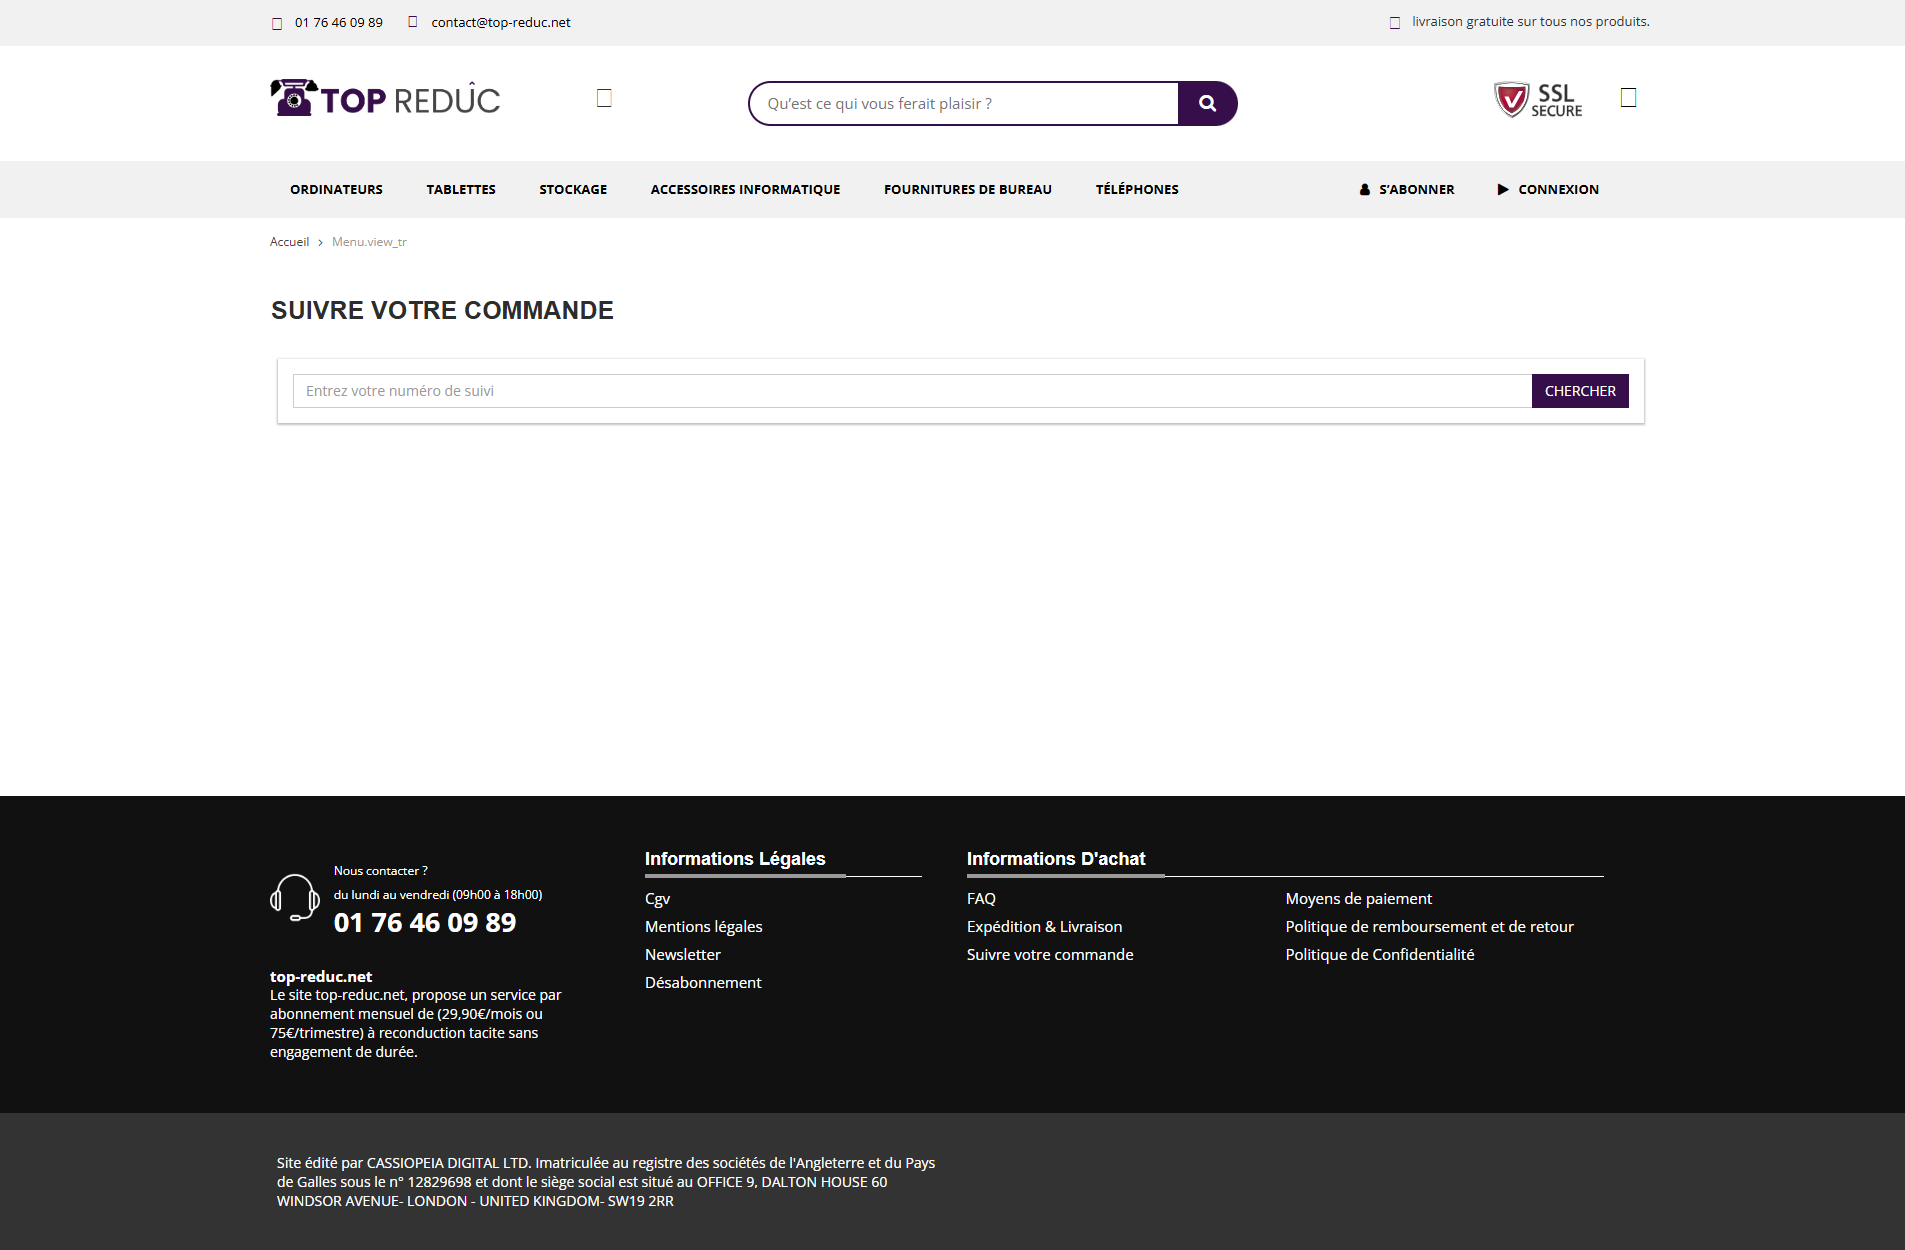 01 76 46 09 89
contact@top-reduc.net
livraison gratuite sur tous nos produits.
TOP REDÛC
Qu’est ce qui vous ferait plaisir ?
SSL
SECURE
ORDINATEURS
TABLETTES
STOCKAGE
ACCESSOIRES INFORMATIQUE
FOURNITURES DE BUREAU
TÉLÉPHONES
S’ABONNER
CONNEXION
Accueil > Menu.view_tr
SUIVRE VOTRE COMMANDE
Entrez votre numéro de suivi
CHERCHER
Nous contacter ?
du lundi au vendredi (09h00 à 18h00)
01 76 46 09 89
top-reduc.net
Le site top-reduc.net, propose un service par
abonnement mensuel de (29,90€/mois ou
75€/trimestre) à reconduction tacite sans
engagement de durée.
Informations Légales
Cgv
Mentions légales
Newsletter
Désabonnement
Informations D'achat
FAQ
Expédition & Livraison
Suivre votre commande
Moyens de paiement
Politique de remboursement et de retour
Politique de Confidentialité
Site édité par CASSIOPEIA DIGITAL LTD. Imatriculée au registre des sociétés de l'Angleterre et du Pays
de Galles sous le n° 12829698 et dont le siège social est situé au OFFICE 9, DALTON HOUSE 60
WINDSOR AVENUE- LONDON - UNITED KINGDOM- SW19 2RR